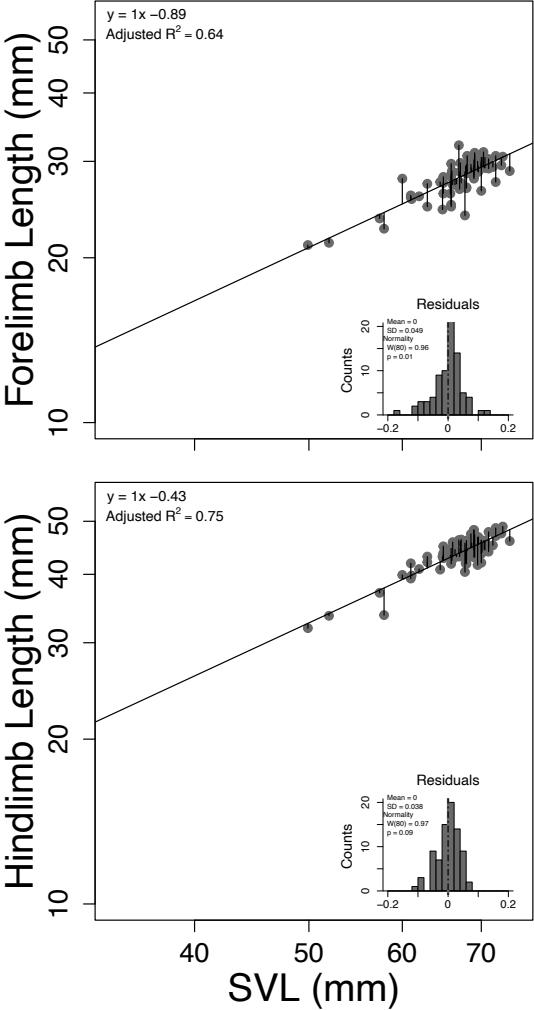 y = 1x −0.89
Adjusted R² = 0.64
Forelimb Length (mm)
50
40
30
20
10
Residuals
Mean = 0
SD = 0.049
Normality
W(80) = 0.96
p = 0.01
Counts
20
10
0
−0.2 0 0.2
y = 1x −0.43
Adjusted R² = 0.75
Hindlimb Length (mm)
50
40
30
20
10
Residuals
Mean = 0
SD = 0.038
Normality
W(80) = 0.97
p = 0.09
Counts
20
10
0
−0.2 0 0.2
40 50 60 70
SVL (mm)